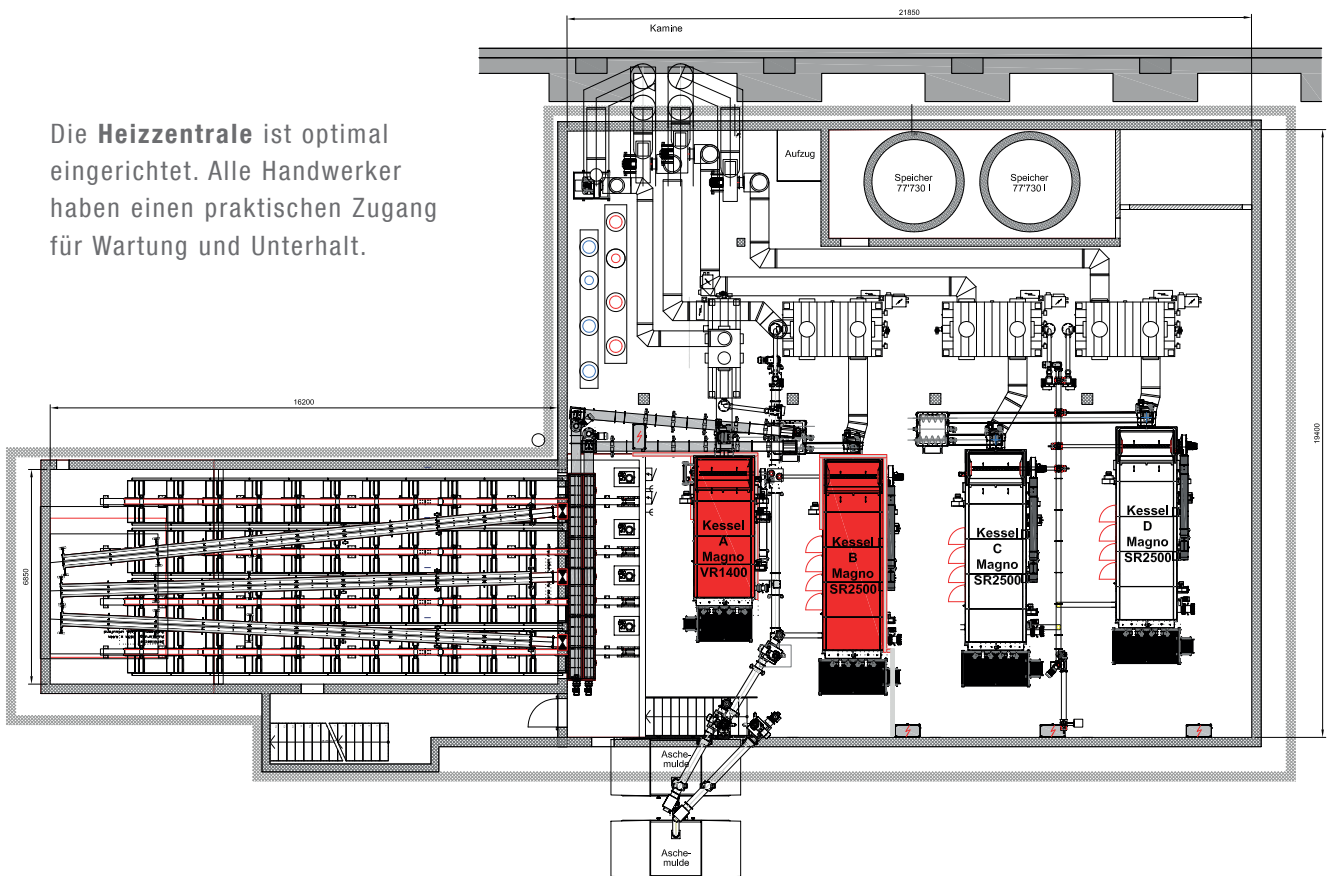 21850
Kamine
Die Heizzentrale ist optimal
eingerichtet. Alle Handwerker
haben einen praktischen Zugang
für Wartung und Unterhalt.
Aufzug
Speicher
77'730 l
Speicher
77'730 l
16200
19400
6850
Kessel
A
Magno
VR1400
Kessel
B
Magno
SR2500
Kessel
C
Magno
SR2500
Kessel
D
Magno
SR2500
Asche-
mulde
Asche-
mulde